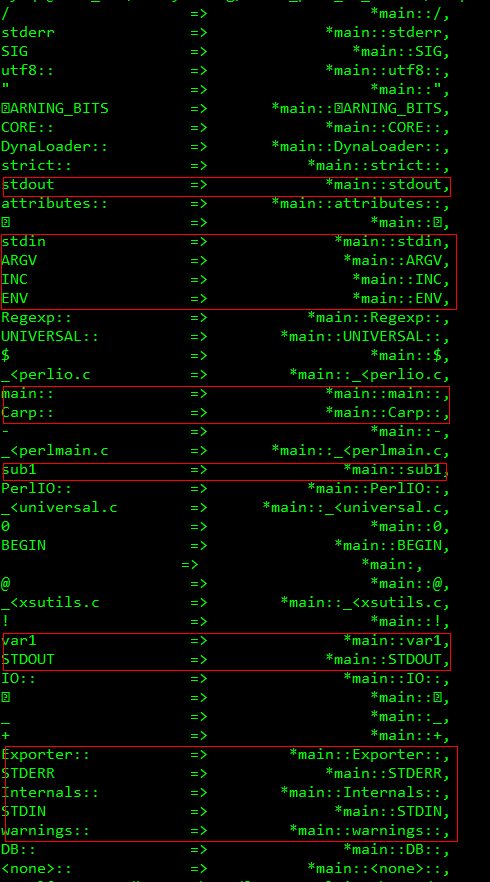 / => *main::/,
stderr => *main::stderr,
SIG => *main::SIG,
utf8:: => *main::utf8::,
" => *main::",
ARNING_BITS => *main::ARNING_BITS,
CORE:: => *main::CORE::,
DynaLoader:: => *main::DynaLoader::,
strict:: => *main::strict::,
stdout => *main::stdout,
attributes:: => *main::attributes::,
=> *main::,
stdin => *main::stdin,
ARGV => *main::ARGV,
INC => *main::INC,
ENV => *main::ENV,
Regexp:: => *main::Regexp::,
UNIVERSAL:: => *main::UNIVERSAL::,
$ => *main::$,
_<perlio.c => *main::_<perlio.c,
main:: => *main::main::,
Carp:: => *main::Carp::,
- => *main::-,
_<perlmain.c => *main::_<perlmain.c,
sub1 => *main::sub1,
PerlIO:: => *main::PerlIO::,
_<universal.c => *main::_<universal.c,
0 => *main::0,
BEGIN => *main::BEGIN,
=> *main:,
@ => *main::@,
_<xsutils.c => *main::_<xsutils.c,
! => *main::!,
var1 => *main::var1,
STDOUT => *main::STDOUT,
IO:: => *main::IO::,
=> *main::,
_ => *main::_,
+ => *main::+,
Exporter:: => *main::Exporter::,
STDERR => *main::STDERR,
Internals:: => *main::Internals::,
STDIN => *main::STDIN,
warnings:: => *main::warnings::,
DB:: => *main::DB::,
<none>:: => *main::<none>::,